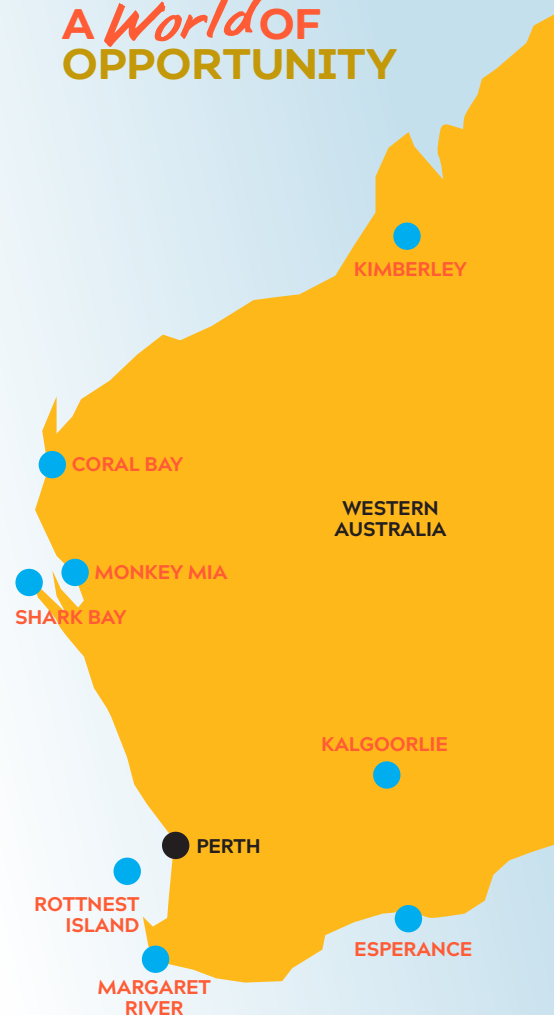 A World OF
OPPORTUNITY
KIMBERLEY
CORAL BAY
WESTERN
AUSTRALIA
MONKEY MIA
SHARK BAY
KALGOORLIE
PERTH
ROTTNEST
ISLAND
ESPERANCE
MARGARET
RIVER